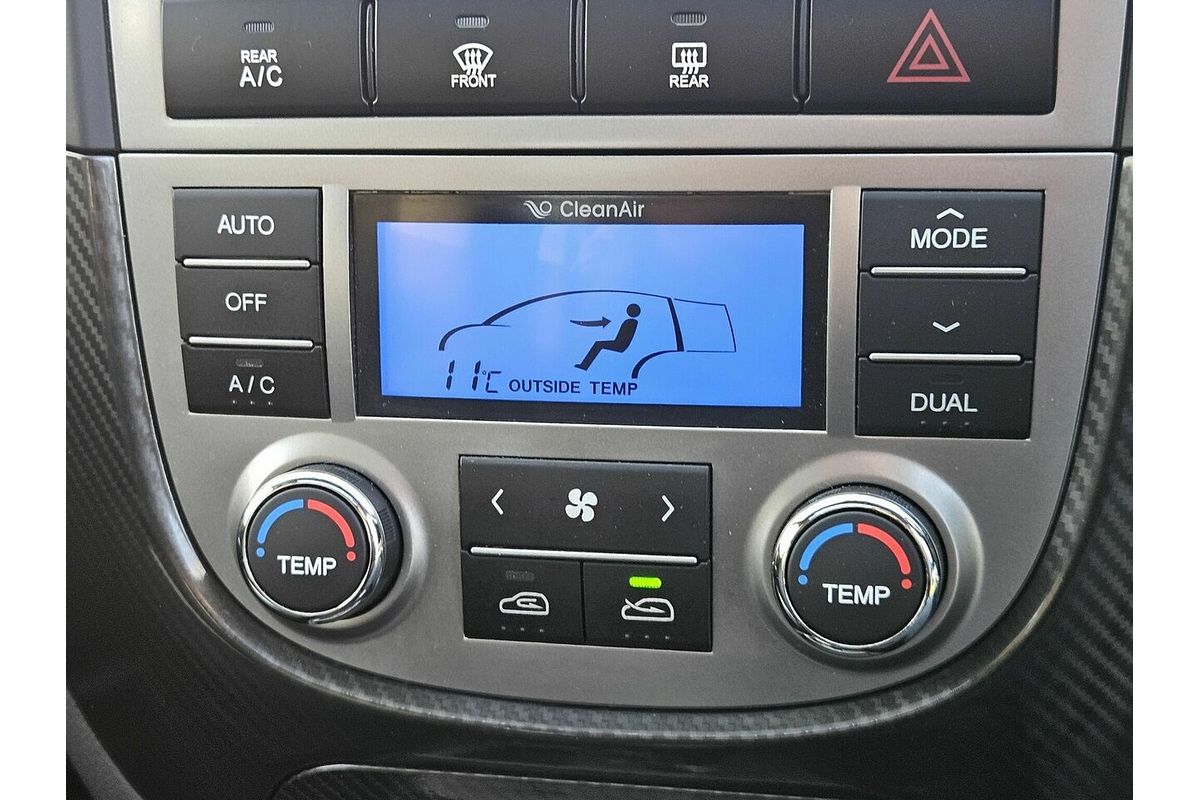 REAR
A/C
FRONT
REAR
CleanAir
AUTO
OFF
A/C
MODE
DUAL
11°C OUTSIDE TEMP
TEMP
TEMP